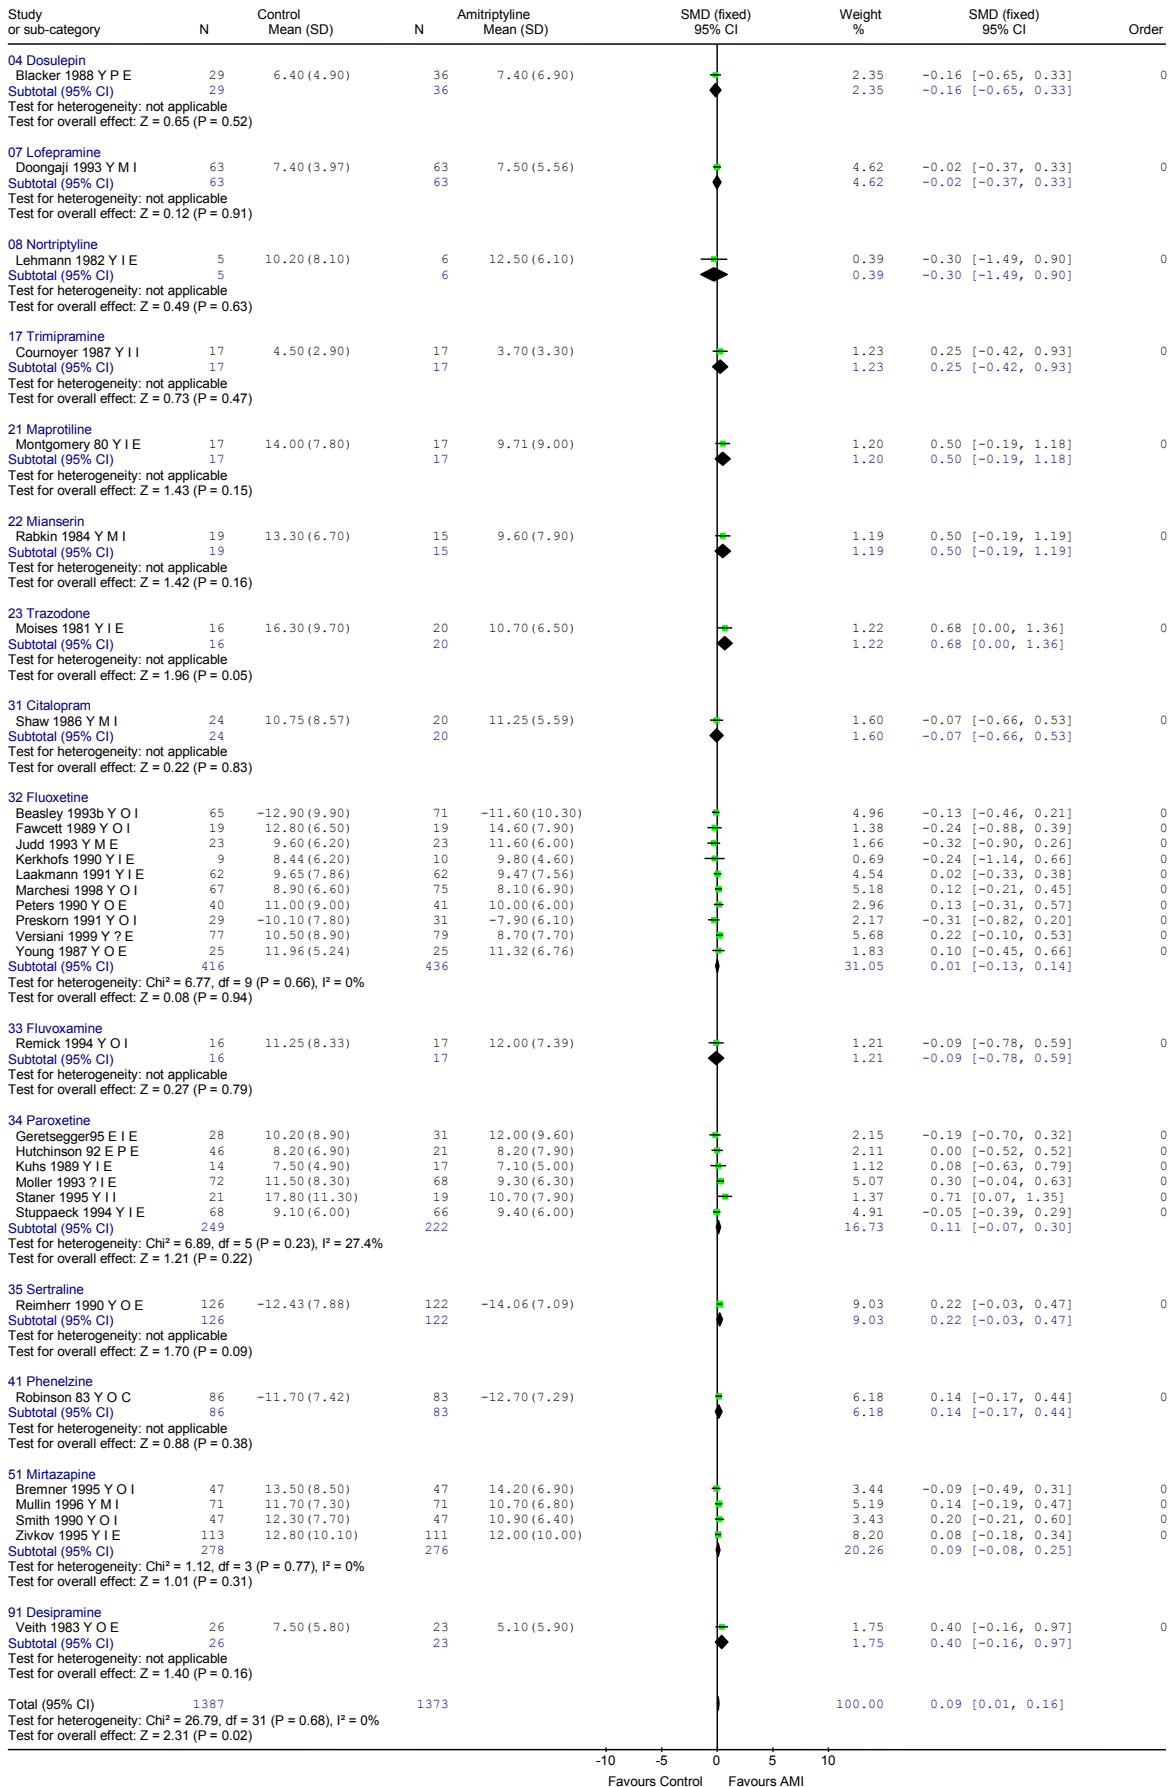 Study Control Amitriptyline SMD (fixed) Weight SMD (fixed)
or sub-category N Mean (SD) N Mean (SD) 95% CI % 95% CI Order
04 Dosulepin
Blacker 1988 Y P E 29 6.40(4.90) 36 7.40(6.90) 2.35 -0.16 [-0.65, 0.33] 0
Subtotal (95% CI) 29 36 2.35 -0.16 [-0.65, 0.33]
Test for heterogeneity: not applicable
Test for overall effect: Z = 0.65 (P = 0.52)
07 Lofepramine
Doongaji 1993 Y M I 63 7.40(3.97) 63 7.50(5.56) 4.62 -0.02 [-0.37, 0.33] 0
Subtotal (95% CI) 63 63 4.62 -0.02 [-0.37, 0.33]
Test for heterogeneity: not applicable
Test for overall effect: Z = 0.12 (P = 0.91)
08 Nortriptyline
Lehmann 1982 Y I E 5 10.20(8.10) 6 12.50(6.10) 0.39 -0.30 [-1.49, 0.90] 0
Subtotal (95% CI) 5 6 0.39 -0.30 [-1.49, 0.90]
Test for heterogeneity: not applicable
Test for overall effect: Z = 0.49 (P = 0.63)
17 Trimipramine
Cournoyer 1987 Y I I 17 4.50(2.90) 17 3.70(3.30) 1.23 0.25 [-0.42, 0.93] 0
Subtotal (95% CI) 17 17 1.23 0.25 [-0.42, 0.93]
Test for heterogeneity: not applicable
Test for overall effect: Z = 0.73 (P = 0.47)
21 Maprotiline
Montgomery 80 Y I E 17 14.00(7.80) 17 9.71(9.00) 1.20 0.50 [-0.19, 1.18] 0
Subtotal (95% CI) 17 17 1.20 0.50 [-0.19, 1.18]
Test for heterogeneity: not applicable
Test for overall effect: Z = 1.43 (P = 0.15)
22 Mianserin
Rabkin 1984 Y M I 19 13.30(6.70) 15 9.60(7.90) 1.19 0.50 [-0.19, 1.19] 0
Subtotal (95% CI) 19 15 1.19 0.50 [-0.19, 1.19]
Test for heterogeneity: not applicable
Test for overall effect: Z = 1.42 (P = 0.16)
23 Trazodone
Moises 1981 Y I E 16 16.30(9.70) 20 10.70(6.50) 1.22 0.68 [0.00, 1.36] 0
Subtotal (95% CI) 16 20 1.22 0.68 [0.00, 1.36]
Test for heterogeneity: not applicable
Test for overall effect: Z = 1.96 (P = 0.05)
31 Citalopram
Shaw 1986 Y M I 24 10.75(8.57) 20 11.25(5.59) 1.60 -0.07 [-0.66, 0.53] 0
Subtotal (95% CI) 24 20 1.60 -0.07 [-0.66, 0.53]
Test for heterogeneity: not applicable
Test for overall effect: Z = 0.22 (P = 0.83)
32 Fluoxetine
Beasley 1993b Y O I 65 -12.90(9.90) 71 -11.60(10.30) 4.96 -0.13 [-0.46, 0.21] 0
Fawcett 1989 Y O I 19 12.80(6.50) 19 14.60(7.90) 1.38 -0.24 [-0.88, 0.39] 0
Judd 1993 Y M E 23 9.60(6.20) 23 11.60(6.00) 1.66 -0.32 [-0.90, 0.26] 0
Kerkhofs 1990 Y I E 9 8.44(6.20) 10 9.80(4.60) 0.69 -0.24 [-1.14, 0.66] 0
Laakmann 1991 Y I E 62 9.65(7.86) 62 9.47(7.56) 4.54 0.02 [-0.33, 0.38] 0
Marchesi 1998 Y O I 67 8.90(6.60) 75 8.10(6.90) 5.18 0.12 [-0.21, 0.45] 0
Peters 1990 Y O E 40 11.00(9.00) 41 10.00(6.00) 2.96 0.13 [-0.31, 0.57] 0
Preskorn 1991 Y O I 29 -10.10(7.80) 31 -7.90(6.10) 2.17 -0.31 [-0.82, 0.20] 0
Versiani 1999 Y ? E 77 10.50(8.90) 79 8.70(7.70) 5.68 0.22 [-0.10, 0.53] 0
Young 1987 Y O E 25 11.96(5.24) 25 11.32(6.76) 1.83 0.10 [-0.45, 0.66] 0
Subtotal (95% CI) 416 436 31.05 0.01 [-0.13, 0.14]
Test for heterogeneity: Chi² = 6.77, df = 9 (P = 0.66), I² = 0%
Test for overall effect: Z = 0.08 (P = 0.94)
33 Fluvoxamine
Remick 1994 Y O I 16 11.25(8.33) 17 12.00(7.39) 1.21 -0.09 [-0.78, 0.59] 0
Subtotal (95% CI) 16 17 1.21 -0.09 [-0.78, 0.59]
Test for heterogeneity: not applicable
Test for overall effect: Z = 0.27 (P = 0.79)
34 Paroxetine
Geretsegger95 E I E 28 10.20(8.90) 31 12.00(9.60) 2.15 -0.19 [-0.70, 0.32] 0
Hutchinson 92 E P E 46 8.20(6.90) 21 8.20(7.90) 2.11 0.00 [-0.52, 0.52] 0
Kuhs 1989 Y I E 14 7.50(4.90) 17 7.10(5.00) 1.12 0.08 [-0.63, 0.79] 0
Moller 1993 ? I E 72 11.50(8.30) 68 9.30(6.30) 5.07 0.30 [-0.04, 0.63] 0
Staner 1995 Y I I 21 17.80(11.30) 19 10.70(7.90) 1.37 0.71 [0.07, 1.35] 0
Stuppaeck 1994 Y I E 68 9.10(6.00) 66 9.40(6.00) 4.91 -0.05 [-0.39, 0.29] 0
Subtotal (95% CI) 249 222 16.73 0.11 [-0.07, 0.30]
Test for heterogeneity: Chi² = 6.89, df = 5 (P = 0.23), I² = 27.4%
Test for overall effect: Z = 1.21 (P = 0.22)
35 Sertraline
Reimherr 1990 Y O E 126 -12.43(7.88) 122 -14.06(7.09) 9.03 0.22 [-0.03, 0.47] 0
Subtotal (95% CI) 126 122 9.03 0.22 [-0.03, 0.47]
Test for heterogeneity: not applicable
Test for overall effect: Z = 1.70 (P = 0.09)
41 Phenelzine
Robinson 83 Y O C 86 -11.70(7.42) 83 -12.70(7.29) 6.18 0.14 [-0.17, 0.44] 0
Subtotal (95% CI) 86 83 6.18 0.14 [-0.17, 0.44]
Test for heterogeneity: not applicable
Test for overall effect: Z = 0.88 (P = 0.38)
51 Mirtazapine
Bremner 1995 Y O I 47 13.50(8.50) 47 14.20(6.90) 3.44 -0.09 [-0.49, 0.31] 0
Mullin 1996 Y M I 71 11.70(7.30) 71 10.70(6.80) 5.19 0.14 [-0.19, 0.47] 0
Smith 1990 Y O I 47 12.30(7.70) 47 10.90(6.40) 3.43 0.20 [-0.21, 0.60] 0
Zivkov 1995 Y I E 113 12.80(10.10) 111 12.00(10.00) 8.20 0.08 [-0.18, 0.34] 0
Subtotal (95% CI) 278 276 20.26 0.09 [-0.08, 0.25]
Test for heterogeneity: Chi² = 1.12, df = 3 (P = 0.77), I² = 0%
Test for overall effect: Z = 1.01 (P = 0.31)
91 Desipramine
Veith 1983 Y O E 26 7.50(5.80) 23 5.10(5.90) 1.75 0.40 [-0.16, 0.97] 0
Subtotal (95% CI) 26 23 1.75 0.40 [-0.16, 0.97]
Test for heterogeneity: not applicable
Test for overall effect: Z = 1.40 (P = 0.16)
Total (95% CI) 1387 1373 100.00 0.09 [0.01, 0.16]
Test for heterogeneity: Chi² = 26.79, df = 31 (P = 0.68), I² = 0%
Test for overall effect: Z = 2.31 (P = 0.02)
-10 -5 0 5 10
Favours Control Favours AMI